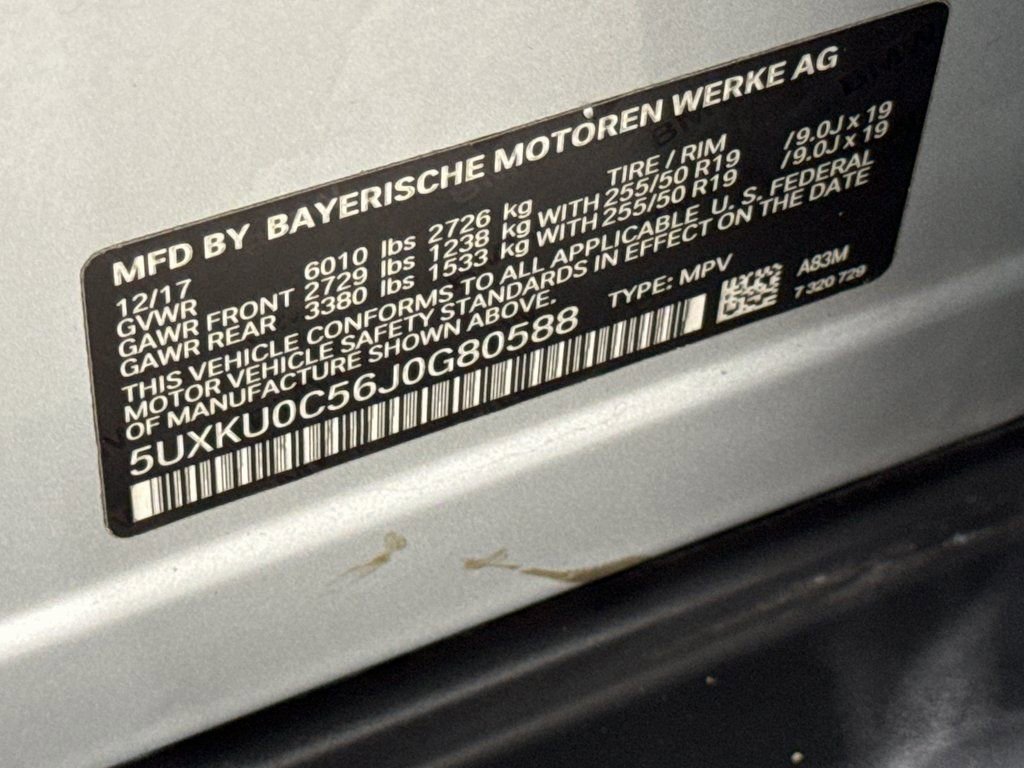 MFD BY BAYERISCHE MOTOREN WERKE AG
12/17 TIRE / RIM
GVWR 6010 lbs 2726 kg
GAWR FRONT 2729 lbs 1238 kg WITH 255/50 R19 /9.0J x 19
GAWR REAR 3380 lbs 1533 kg WITH 255/50 R19 /9.0J x 19
THIS VEHICLE CONFORMS TO ALL APPLICABLE U. S. FEDERAL
MOTOR VEHICLE SAFETY STANDARDS IN EFFECT ON THE DATE
OF MANUFACTURE SHOWN ABOVE.
5UXKU0C56J0G80588 TYPE: MPV
A83M
7 320 729